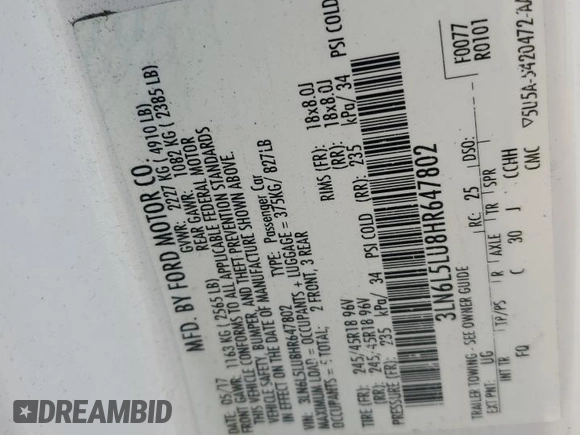 MFD. BY FORD MOTOR CO.
DATE: 05/17 GVWR: 2227 KG ( 4910 LB)
FRONT GAWR: 1163 KG ( 2565 LB) REAR GAWR: 1082 KG ( 2385 LB)
THIS VEHICLE CONFORMS TO ALL APPLICABLE FEDERAL MOTOR
VEHICLE SAFETY, BUMPER, AND THEFT PREVENTION STANDARDS
IN EFFECT ON THE DATE OF MANUFACTURE SHOWN ABOVE.
VIN: 3LN6L5LU8HR647802 TYPE: Passenger Car
MAXIMUM LOAD = OCCUPANTS + LUGGAGE = 375KG/ 827LB
OCCUPANTS = 5 TOTAL: 2 FRONT, 3 REAR
TIRE (FR): 245/45R18 96V RIMS (FR): 18x8.0J
TIRE (RR): 245/45R18 96V (RR): 18x8.0J
PRESSURE (FR): 235 kPa/ 34 PSI COLD (RR): 235 kPa/ 34 PSI COLD
3LN6L5LU8HR647802
F0077
R0101
TRAILER TOWING - SEE OWNER GUIDE
EXT PNT: UG RC: 25 DSO:
INT TR TP/PS R AXLE TR SPR
FQ C 30 J CCHH
CMC